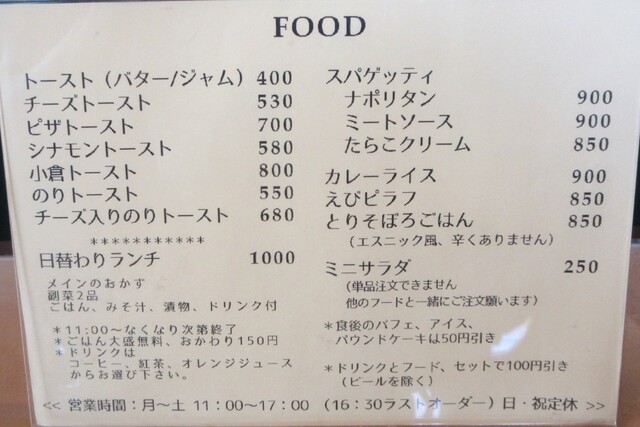 FOOD
トースト（バター/ジャム）400
チーズトースト 530
ピザトースト 700
シナモントースト 580
小倉トースト 800
のりトースト 550
チーズ入りのりトースト 680
***********
日替わりランチ 1000
メインのおかず
副菜2品
ごはん、みそ汁、漬物、ドリンク付
＊11:00～なくなり次第終了
＊ごはん大盛無料、おかわり150円
＊ドリンクは
コーヒー、紅茶、オレンジジュース
からお選び下さい。
スパゲッティ
ナポリタン 900
ミートソース 900
たらこクリーム 850
カレーライス 900
えびピラフ 850
とりそぼろごはん 850
（エスニック風、辛くありません）
ミニサラダ 250
（単品注文できません
他のフードと一緒にご注文願います）
＊食後のパフェ、アイス、
パウンドケーキは50円引き
＊ドリンクとフード、セットで100円引き
（ビールを除く）
<< 営業時間：月～土 11：00～17：00 （16：30ラストオーダー）日・祝定休 >>